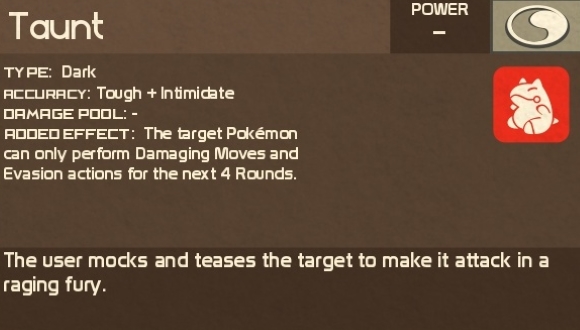 Taunt
POWER
–
TYPE: Dark
ACCURACY: Tough + Intimidate
DAMAGE POOL: -
ADDED EFFECT: The target Pokémon
can only perform Damaging Moves and
Evasion actions for the next 4 Rounds.
The user mocks and teases the target to make it attack in a
raging fury.